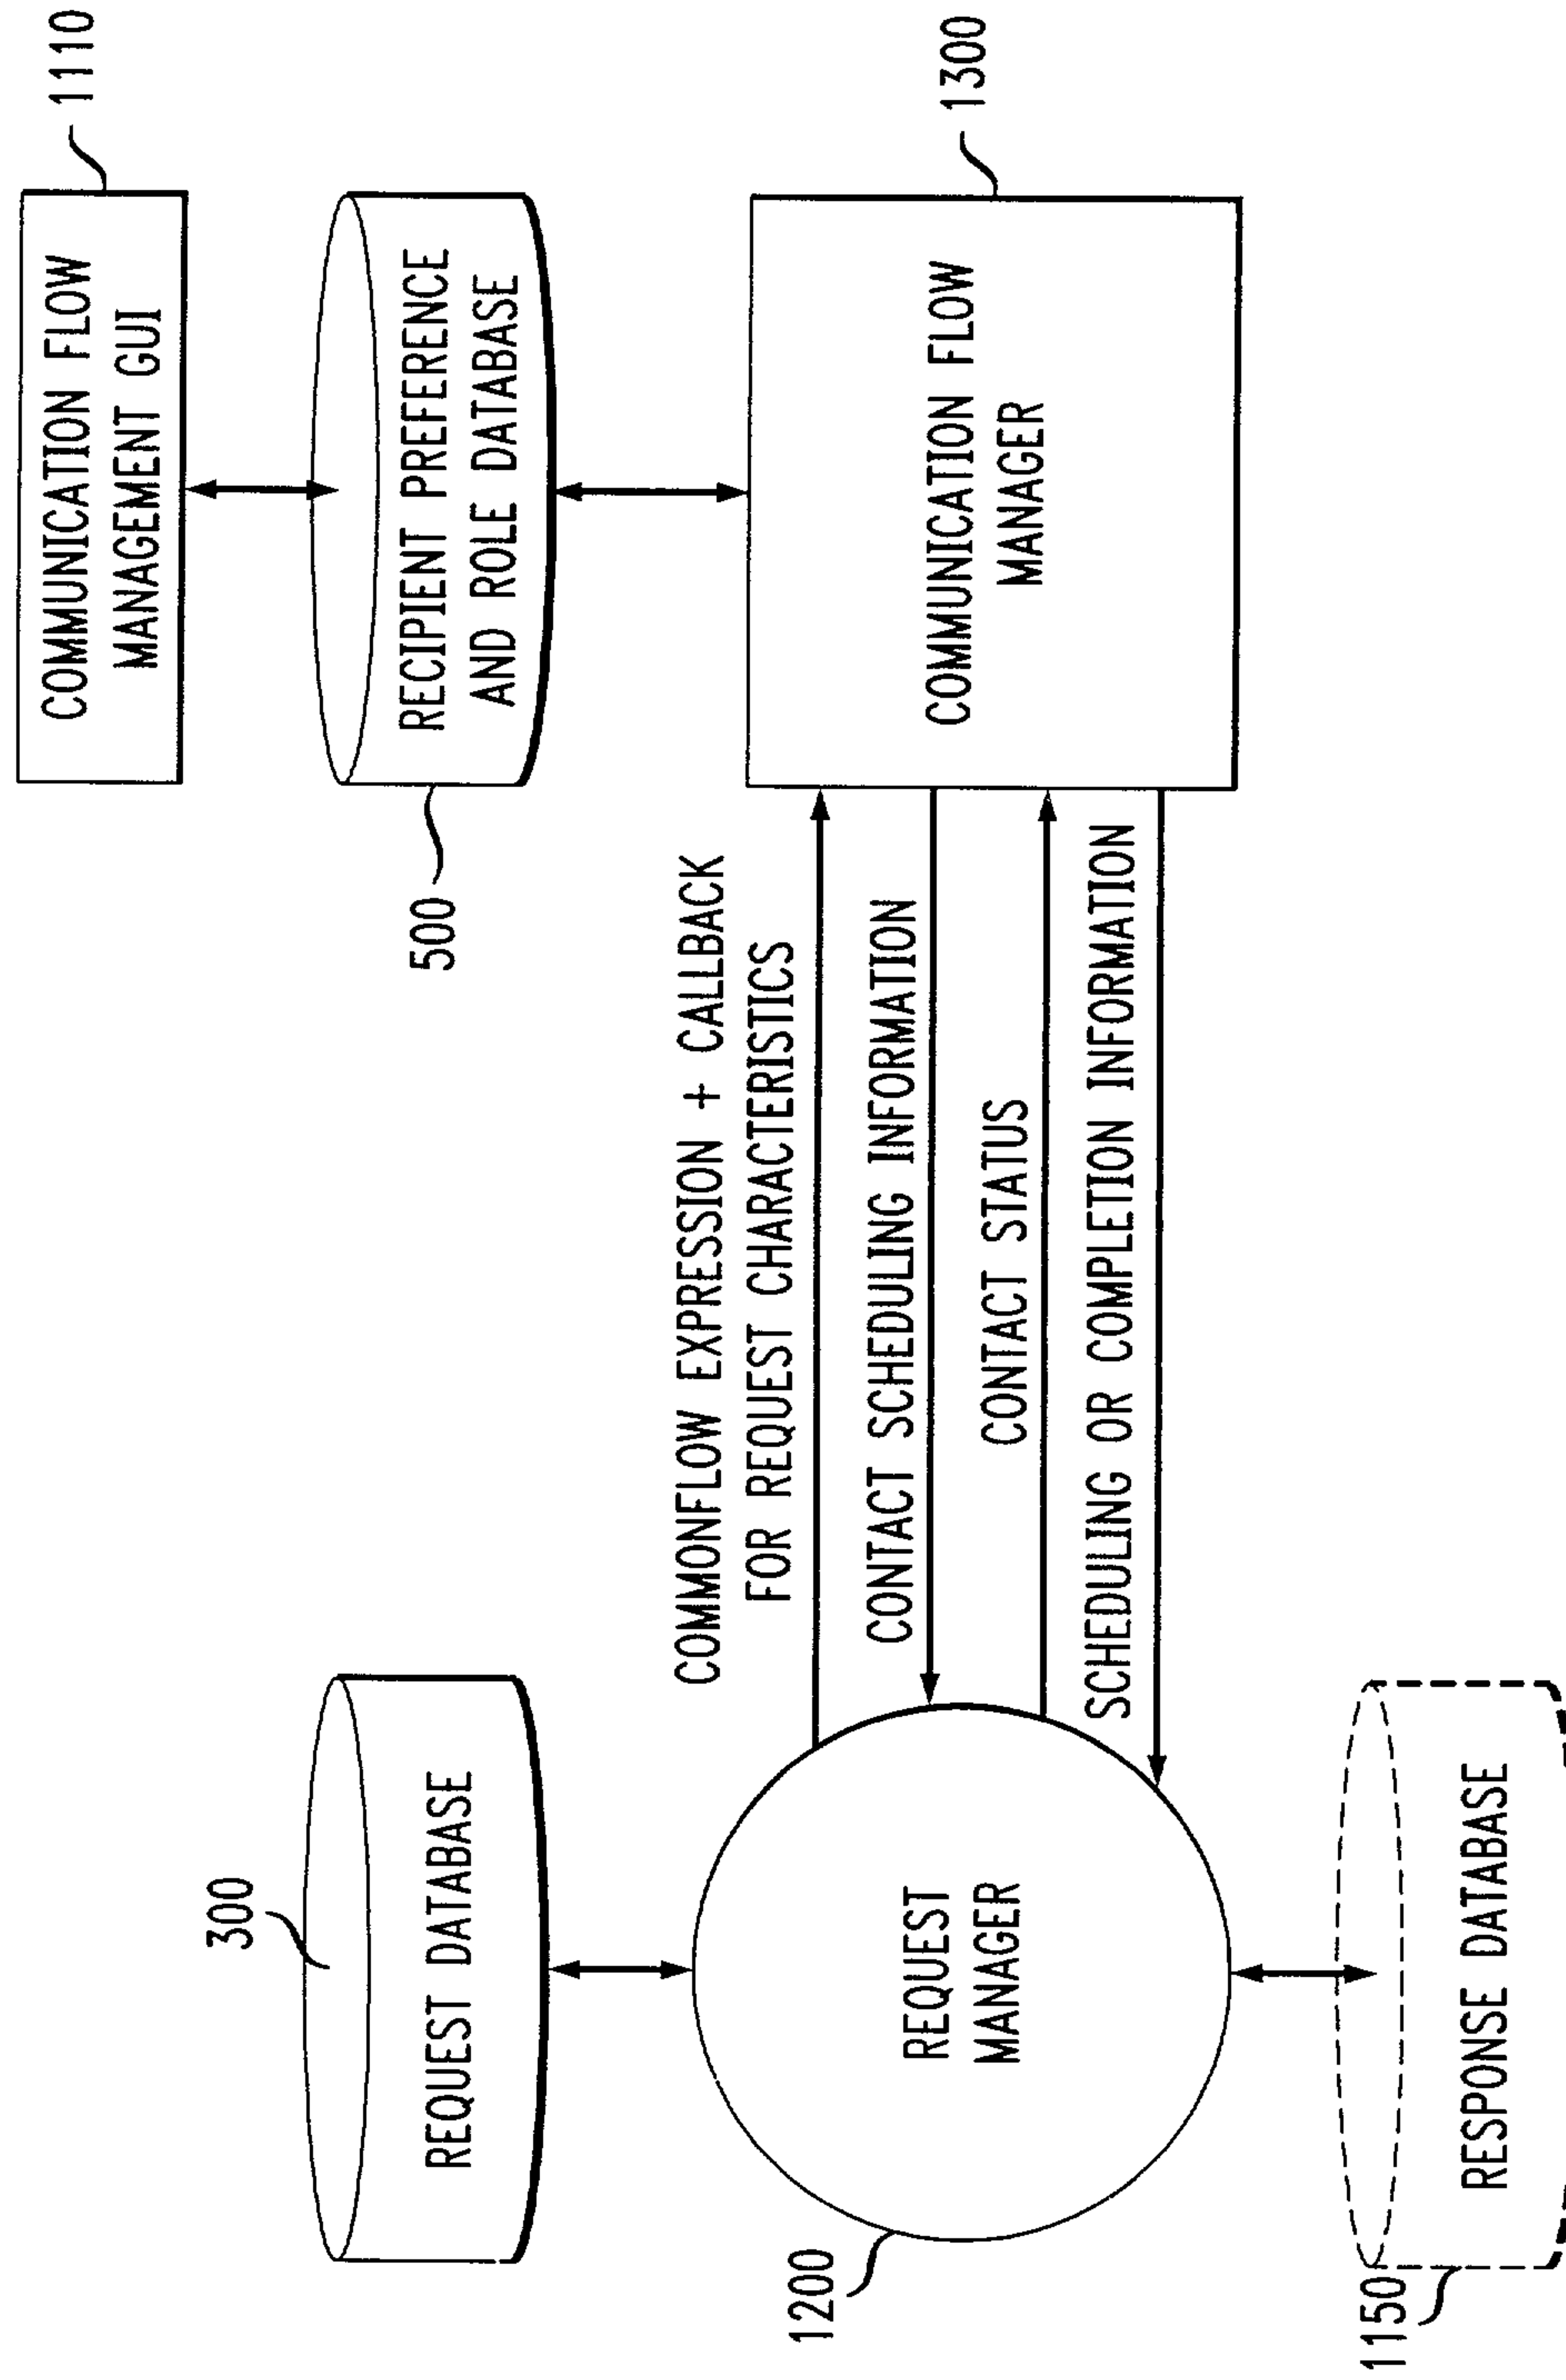 300
REQUEST DATABASE
1200
REQUEST
MANAGER
1150
RESPONSE DATABASE
COMMONFLOW EXPRESSION + CALLBACK
FOR REQUEST CHARACTERISTICS
CONTACT SCHEDULING INFORMATION
CONTACT STATUS
SCHEDULING OR COMPLETION INFORMATION
COMMUNICATION FLOW
MANAGEMENT GUI
1110
500
RECIPIENT PREFERENCE
AND ROLE DATABASE
COMMUNICATION FLOW
MANAGER
1300